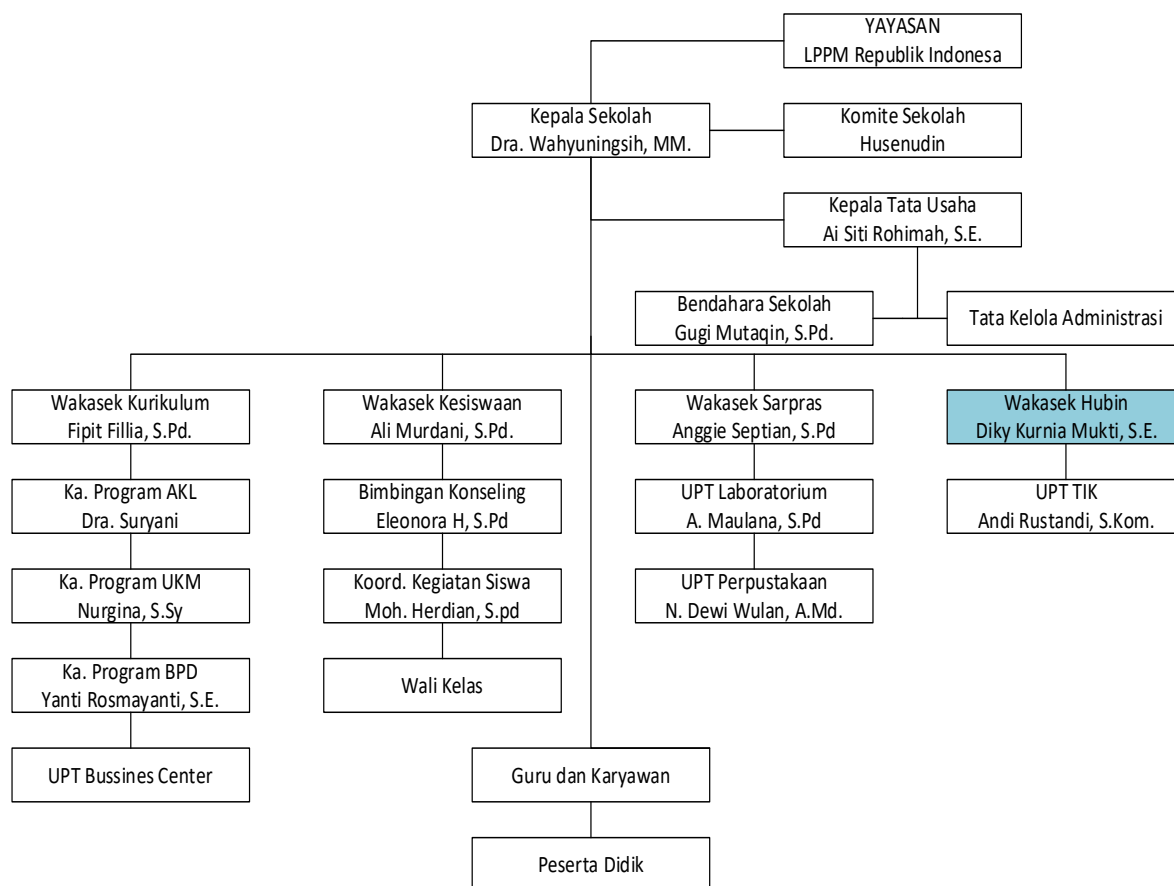 YAYASAN
LPPM Republik Indonesa
Kepala Sekolah
Dra. Wahyuningsih, MM.
Komite Sekolah
Husenudin
Kepala Tata Usaha
Ai Siti Rohimah, S.E.
Bendahara Sekolah
Gugi Mutaqin, S.Pd.
Tata Kelola Administrasi
Wakasek Kurikulum
Fipit Fillia, S.Pd.
Wakasek Kesiswaan
Ali Murdani, S.Pd.
Wakasek Sarpras
Anggie Septian, S.Pd
Wakasek Hubin
Diky Kurnia Mukti, S.E.
Ka. Program AKL
Dra. Suryani
Bimbingan Konseling
Eleonora H, S.Pd
UPT Laboratorium
A. Maulana, S.Pd
UPT TIK
Andi Rustandi, S.Kom.
Ka. Program UKM
Nurgina, S.Sy
Koord. Kegiatan Siswa
Moh. Herdian, S.pd
UPT Perpustakaan
N. Dewi Wulan, A.Md.
Ka. Program BPD
Yanti Rosmayanti, S.E.
Wali Kelas
UPT Bussines Center
Guru dan Karyawan
Peserta Didik